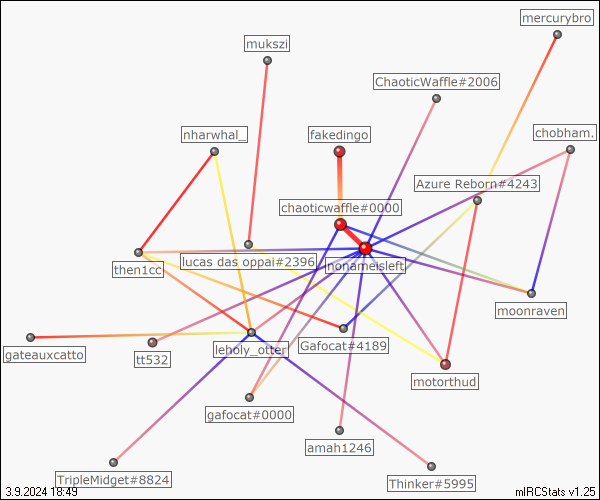 mercurybro
mukszi
ChaoticWaffle#2006
nharwhal_
fakedingo
chobham.
Azure Reborn#4243
chaoticwaffle#0000
then1cc
lucas das oppai#2396
nonameisleft
moonraven
gateauxcatto
tt532
leholy_otter
Gafocat#4189
motorthud
gafocat#0000
amah1246
TripleMidget#8824
Thinker#5995
3.9.2024 18:49
mIRCStats v1.25